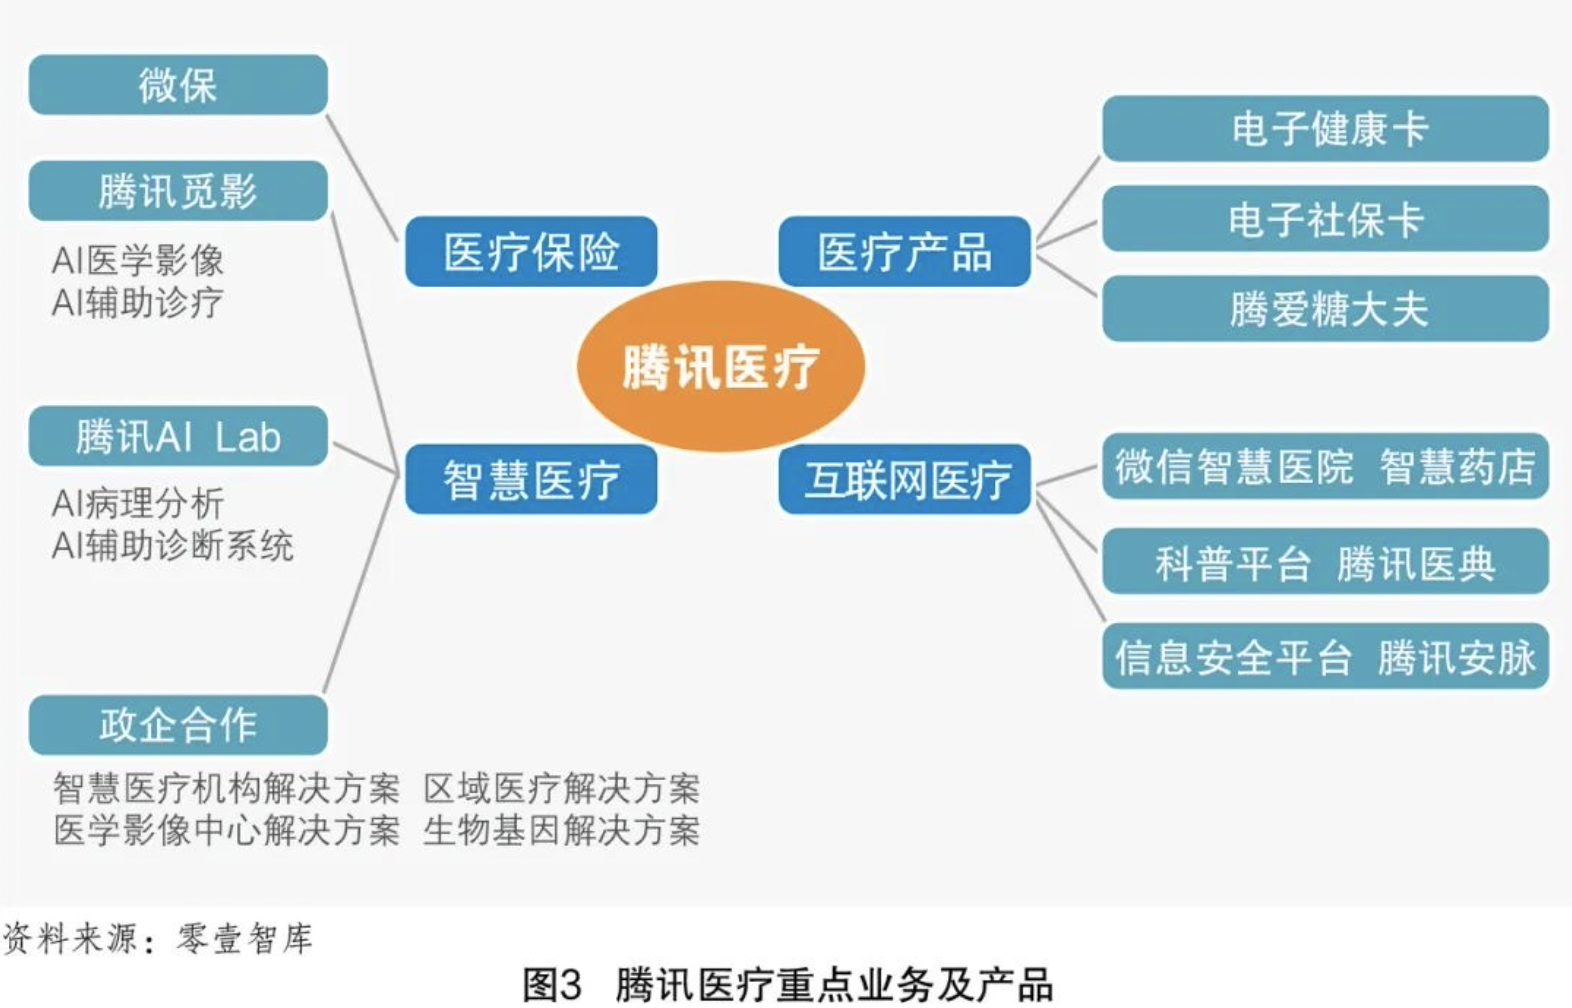 微保
腾讯觅影
AI医学影像
AI辅助诊疗
腾讯AI Lab
AI病理分析
AI辅助诊断系统
政企合作
智慧医疗机构解决方案 区域医疗解决方案
医学影像中心解决方案 生物基因解决方案
医疗保险
智慧医疗
腾讯医疗
医疗产品
互联网医疗
电子健康卡
电子社保卡
腾爱糖大夫
微信智慧医院 智慧药店
科普平台 腾讯医典
信息安全平台 腾讯安脉
资料来源：零壹智库
图3 腾讯医疗重点业务及产品